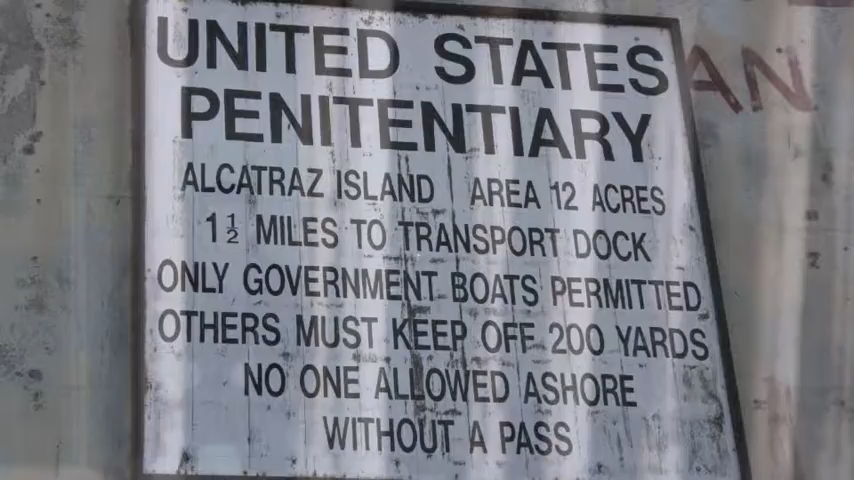 UNITED STATES
PENITENTIARY
ALCATRAZ ISLAND AREA 12 ACRES
1½ MILES TO TRANSPORT DOCK
ONLY GOVERNMENT BOATS PERMITTED
OTHERS MUST KEEP OFF 200 YARDS
NO ONE ALLOWED ASHORE
WITHOUT A PASS
AN